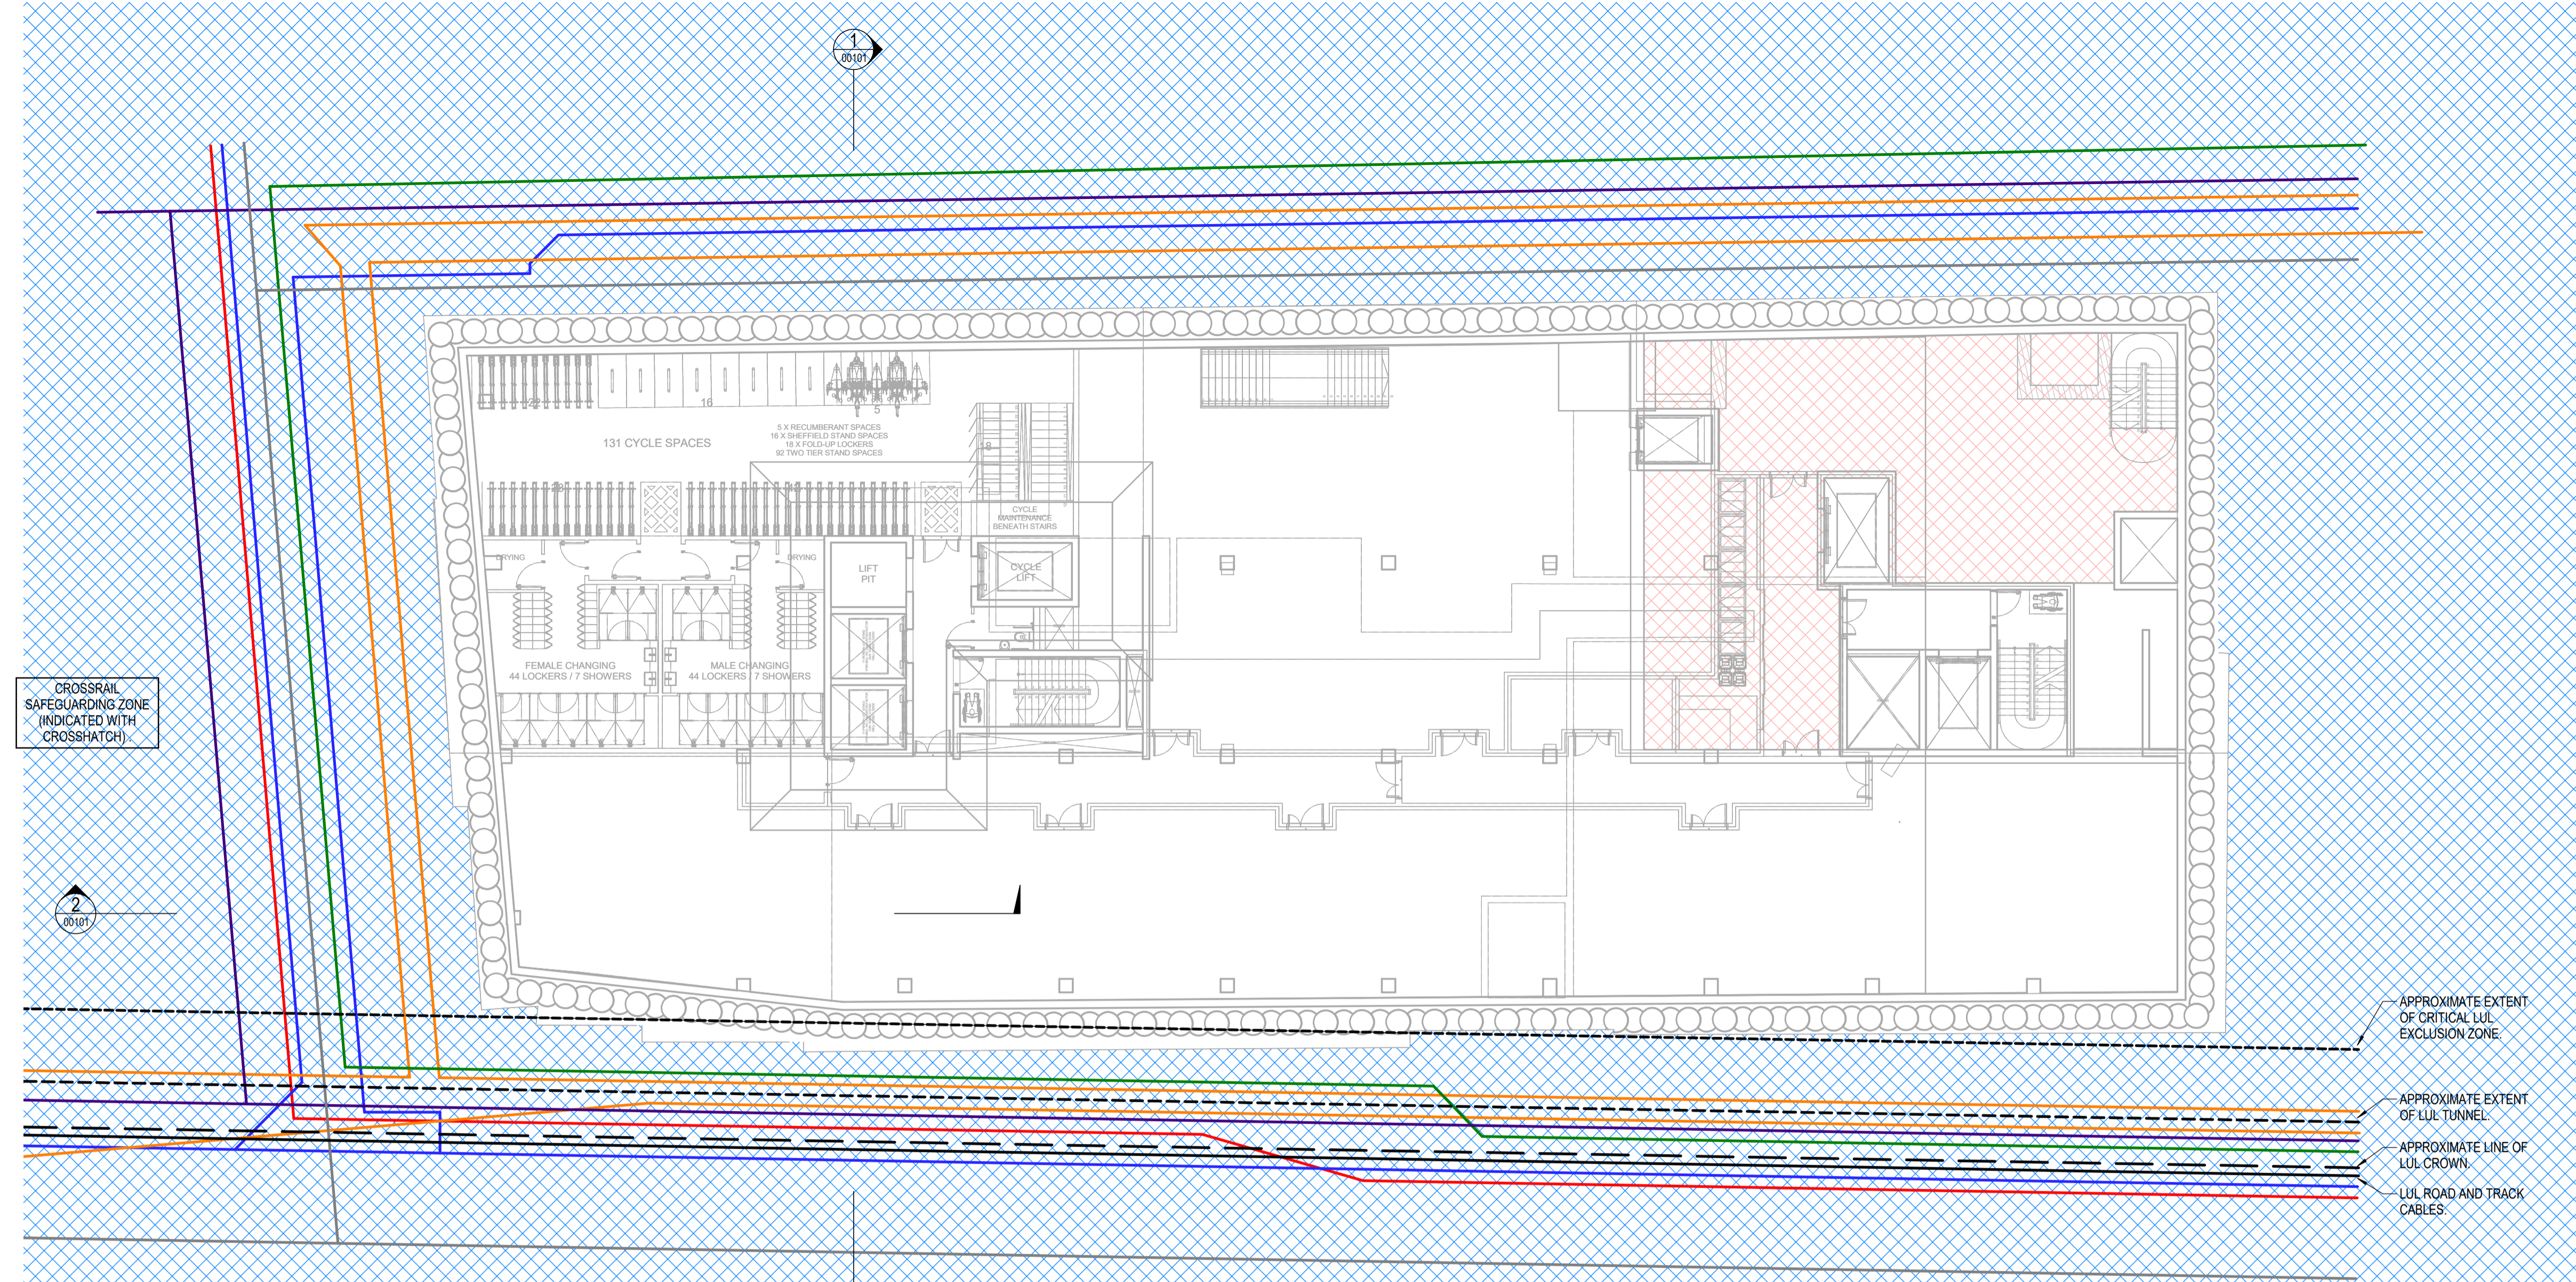 1
00101
22
16
5
131 CYCLE SPACES
5 X RECUMBERANT SPACES
16 X SHEFFIELD STAND SPACES
18 X FOLD-UP LOCKERS
92 TWO TIER STAND SPACES
18
CYCLE
MAINTENANCE
BENEATH STAIRS
DRYING
DRYING
LIFT
PIT
CYCLE
LIFT
FEMALE CHANGING
44 LOCKERS / 7 SHOWERS
MALE CHANGING
44 LOCKERS / 7 SHOWERS
CROSSRAIL
SAFEGUARDING ZONE
(INDICATED WITH
CROSSHATCH) .
2
00101
APPROXIMATE EXTENT
OF CRITICAL LUL
EXCLUSION ZONE.
APPROXIMATE EXTENT
OF LUL TUNNEL.
APPROXIMATE LINE OF
LUL CROWN.
LUL ROAD AND TRACK
CABLES.